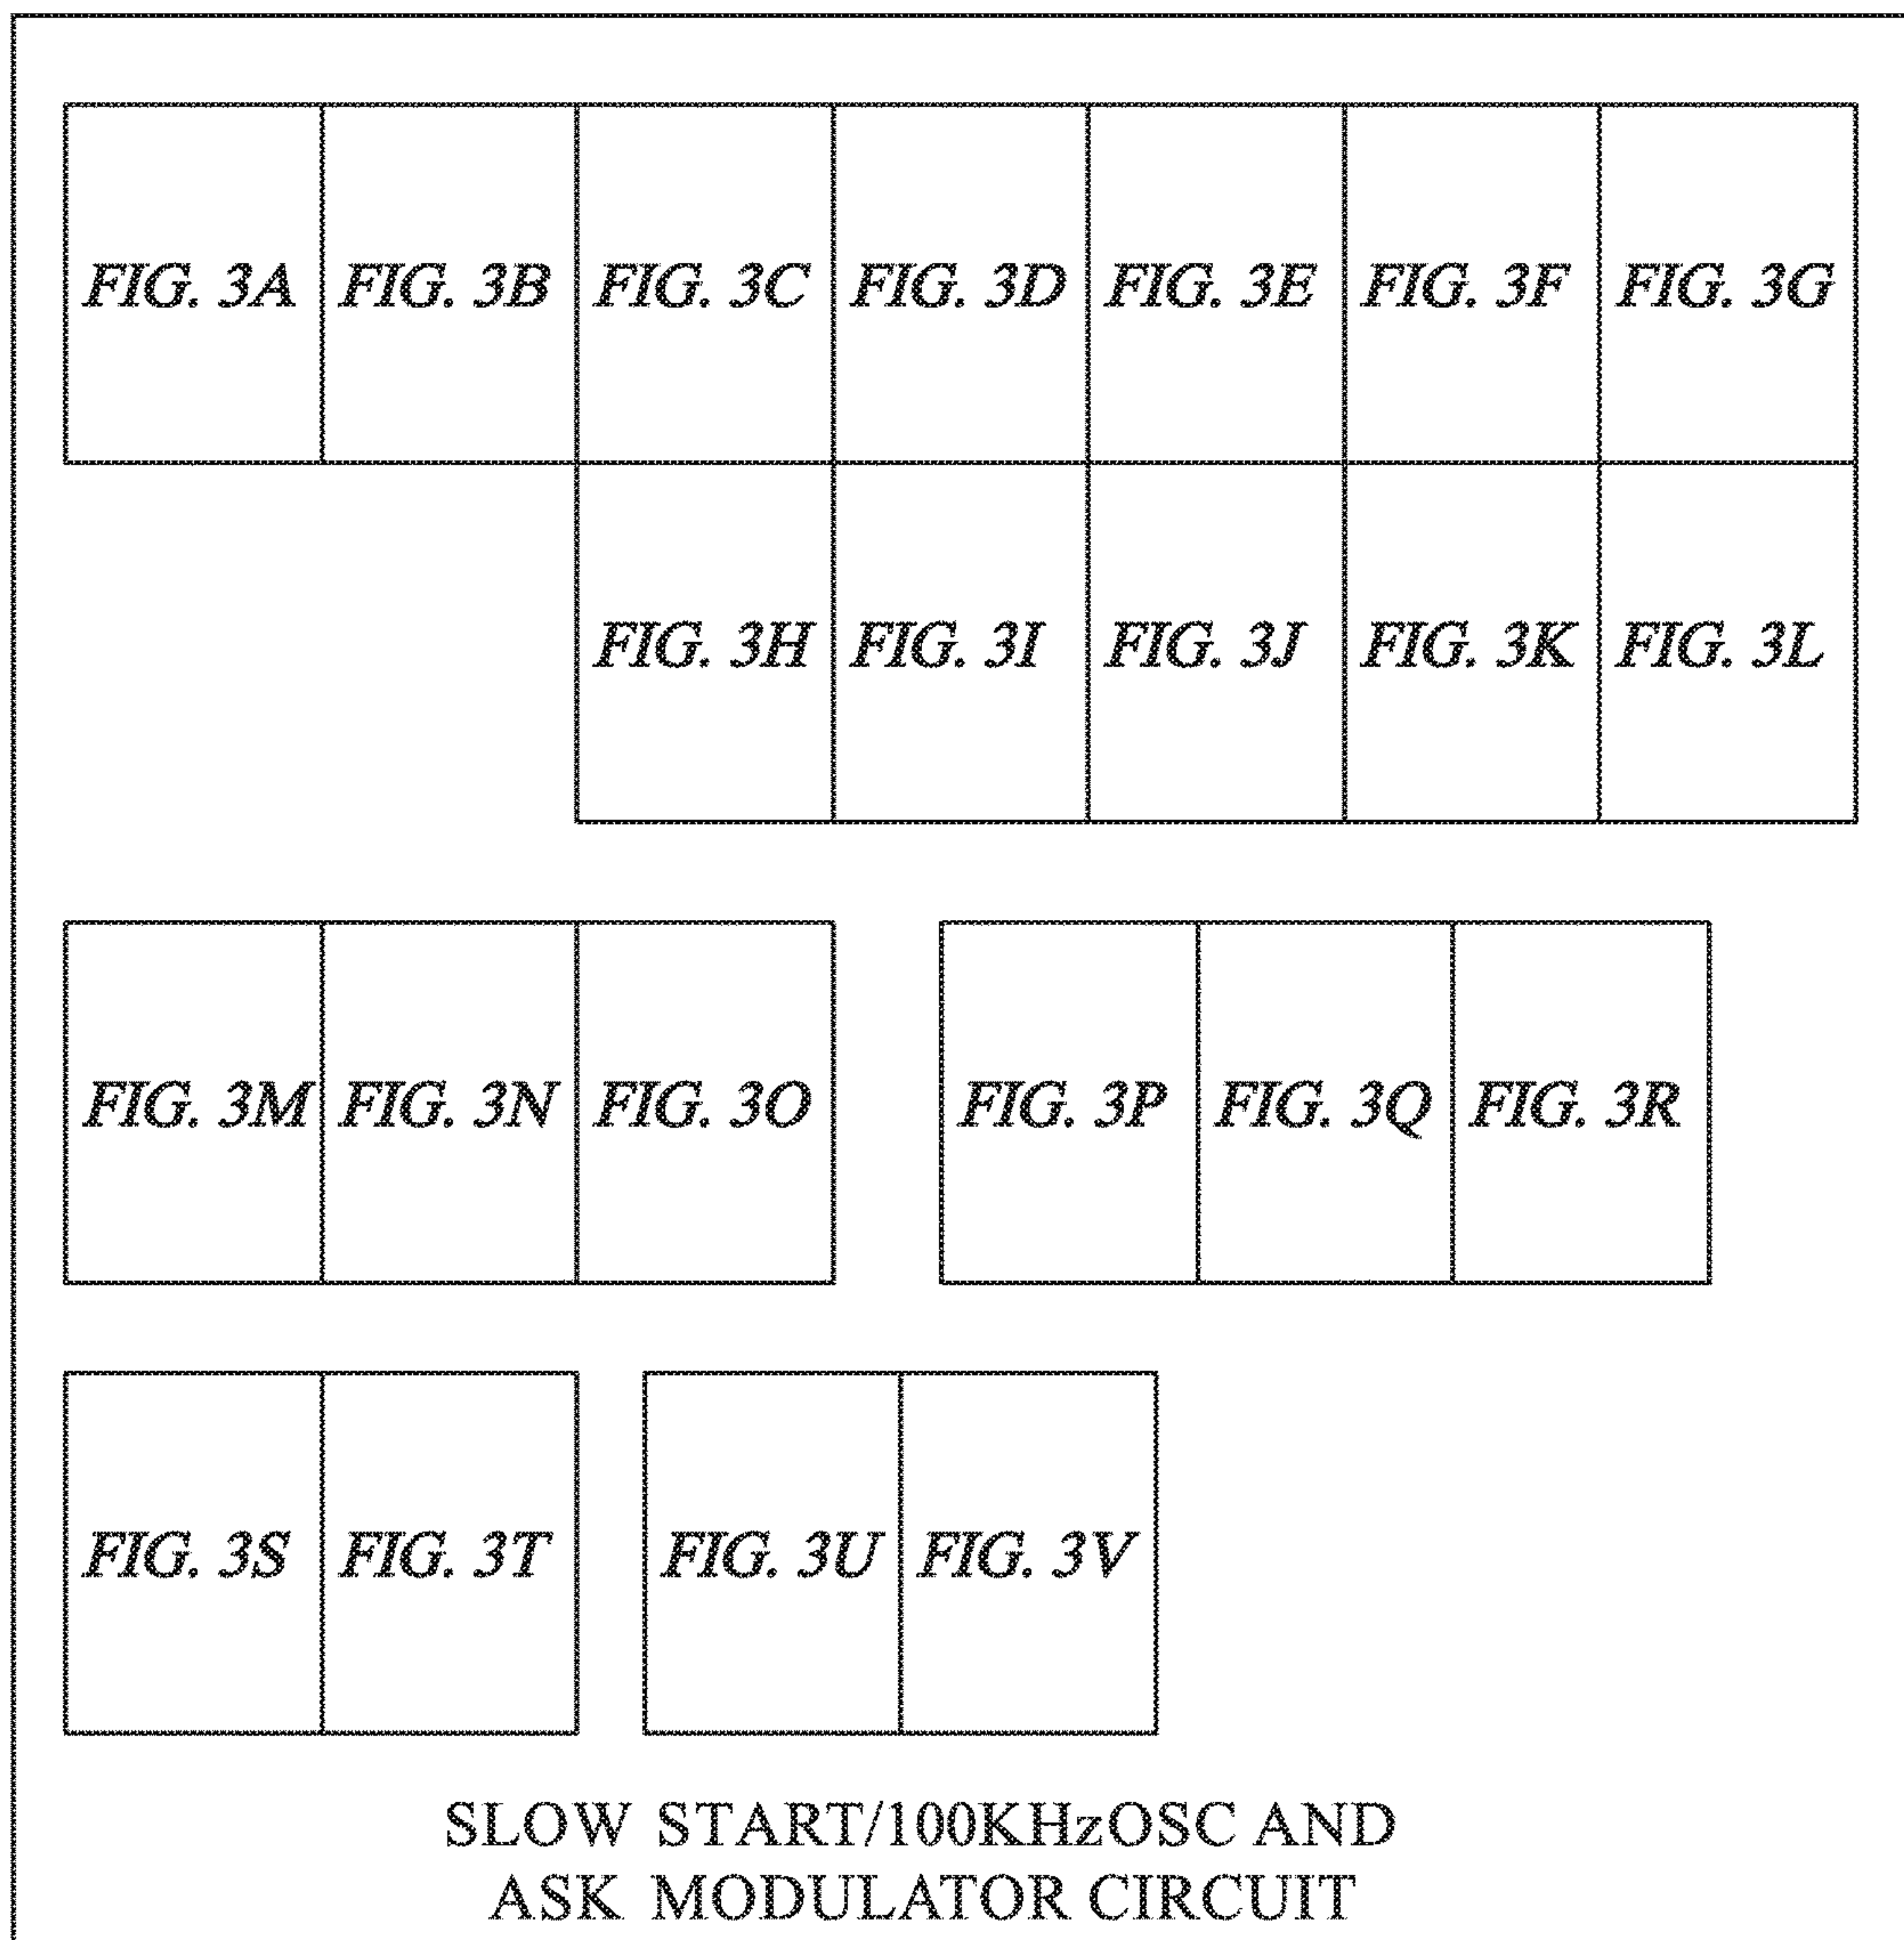 FIG. 3A FIG. 3B FIG. 3C FIG. 3D FIG. 3E FIG. 3F FIG. 3G
FIG. 3H FIG. 3I FIG. 3J FIG. 3K FIG. 3L
FIG. 3M FIG. 3N FIG. 3O FIG. 3P FIG. 3Q FIG. 3R
FIG. 3S FIG. 3T FIG. 3U FIG. 3V
SLOW START/100KHzOSC AND
ASK MODULATOR CIRCUIT